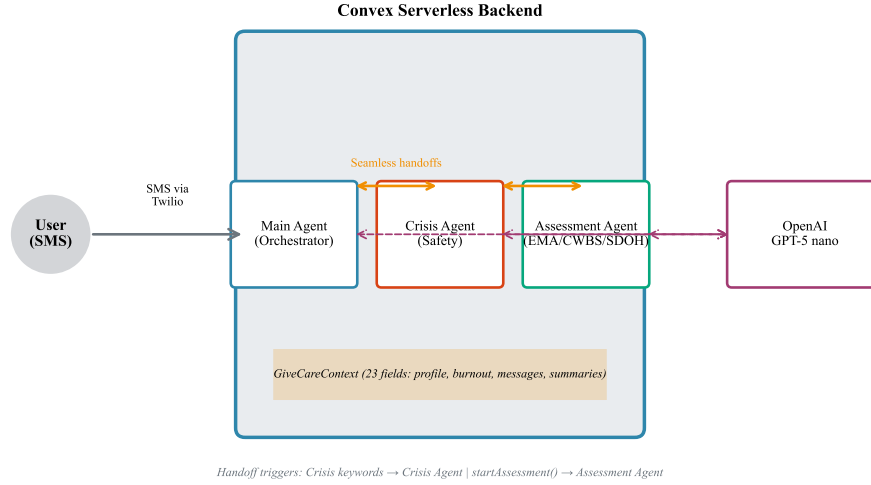 Convex Serverless Backend
Seamless handoffs
SMS via
Twilio
User
(SMS)
Main Agent
(Orchestrator)
Crisis Agent
(Safety)
Assessment Agent
(EMA/CWBS/SDOH)
OpenAI
GPT-5 nano
GiveCareContext (23 fields: profile, burnout, messages, summaries)
Handoff triggers: Crisis keywords → Crisis Agent | startAssessment() → Assessment Agent